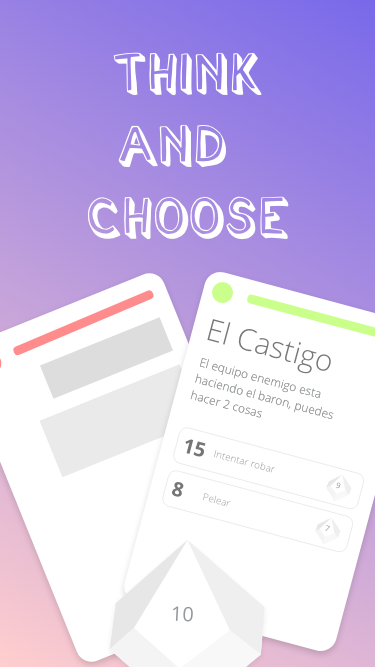 THINK
AND
CHOOSE
El Castigo
El equipo enemigo esta
haciendo el baron, puedes
hacer 2 cosas
15 Intentar robar 9
8 Pelear 7
10